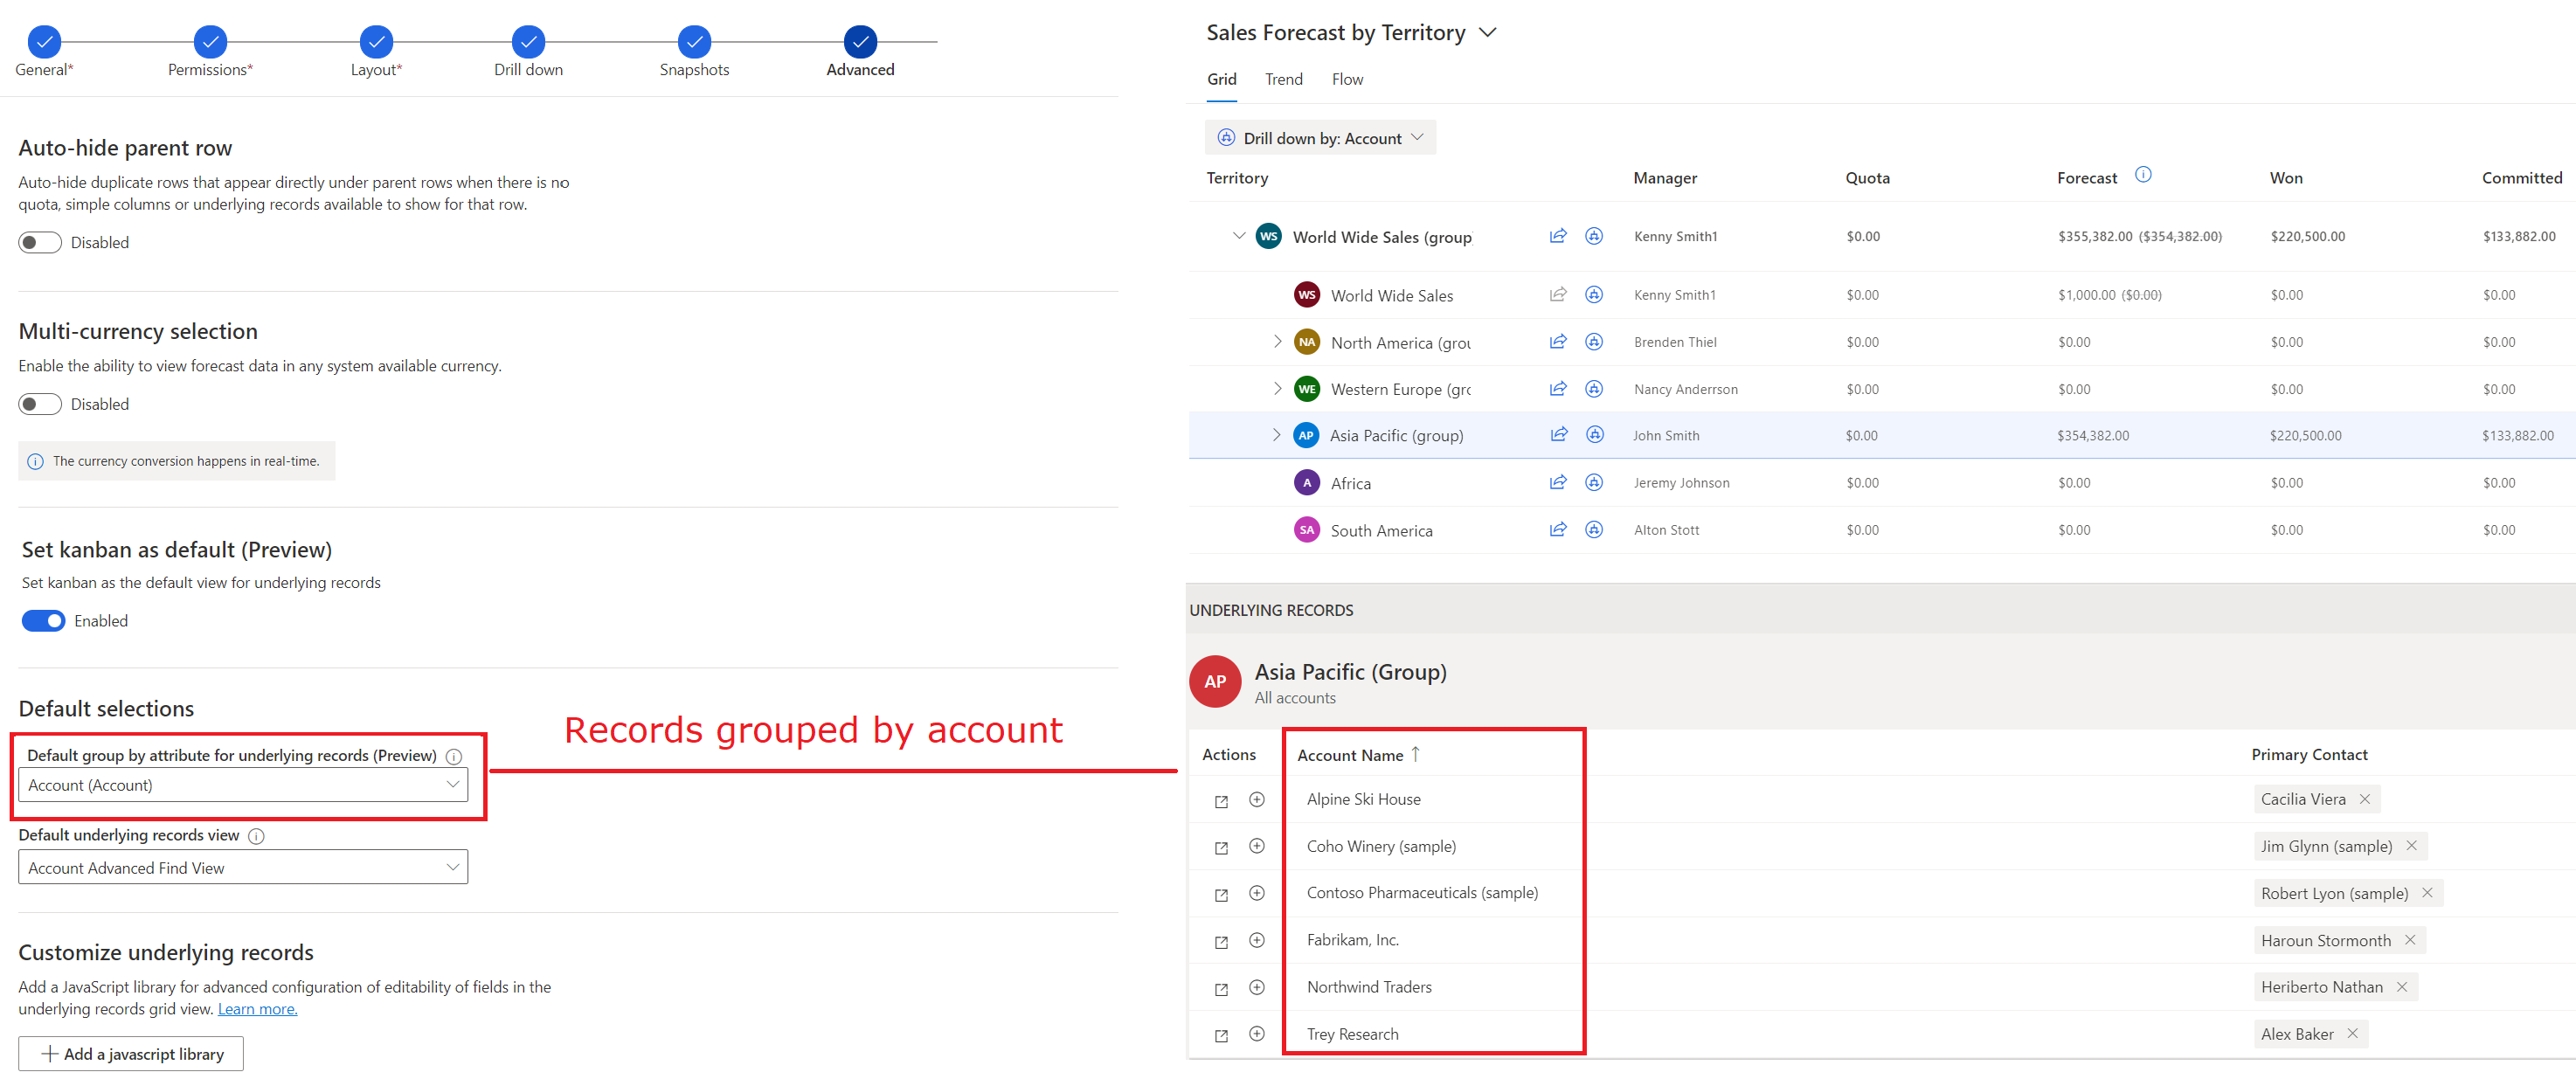 General*
Permissions*
Layout*
Drill down
Snapshots
Advanced
Auto-hide parent row
Auto-hide duplicate rows that appear directly under parent rows when there is no
quota, simple columns or underlying records available to show for that row.
Disabled
Multi-currency selection
Enable the ability to view forecast data in any system available currency.
Disabled
The currency conversion happens in real-time.
Set kanban as default (Preview)
Set kanban as the default view for underlying records
Enabled
Default selections
Default group by attribute for underlying records (Preview)
Account (Account)
Default underlying records view
Account Advanced Find View
Customize underlying records
Add a JavaScript library for advanced configuration of editability of fields in the
underlying records grid view. Learn more.
Add a javascript library
Records grouped by account
Sales Forecast by Territory
Grid Trend Flow
Drill down by: Account
Territory Manager Quota Forecast Won Committed
WS World Wide Sales (group) Kenny Smith1 $0.00 $355,382.00 ($354,382.00) $220,500.00 $133,882.00
WS World Wide Sales Kenny Smith1 $0.00 $1,000.00 ($0.00) $0.00 $0.00
NA North America (grou Brenden Thiel $0.00 $0.00 $0.00 $0.00
WE Western Europe (grc Nancy Anderrson $0.00 $0.00 $0.00 $0.00
AP Asia Pacific (group) John Smith $0.00 $354,382.00 $220,500.00 $133,882.00
A Africa Jeremy Johnson $0.00 $0.00 $0.00 $0.00
SA South America Alton Stott $0.00 $0.00 $0.00 $0.00
UNDERLYING RECORDS
AP Asia Pacific (Group)
All accounts
Actions Account Name ↑ Primary Contact
Alpine Ski House Cacilia Viera
Coho Winery (sample) Jim Glynn (sample)
Contoso Pharmaceuticals (sample) Robert Lyon (sample)
Fabrikam, Inc. Haroun Stormonth
Northwind Traders Heriberto Nathan
Trey Research Alex Baker